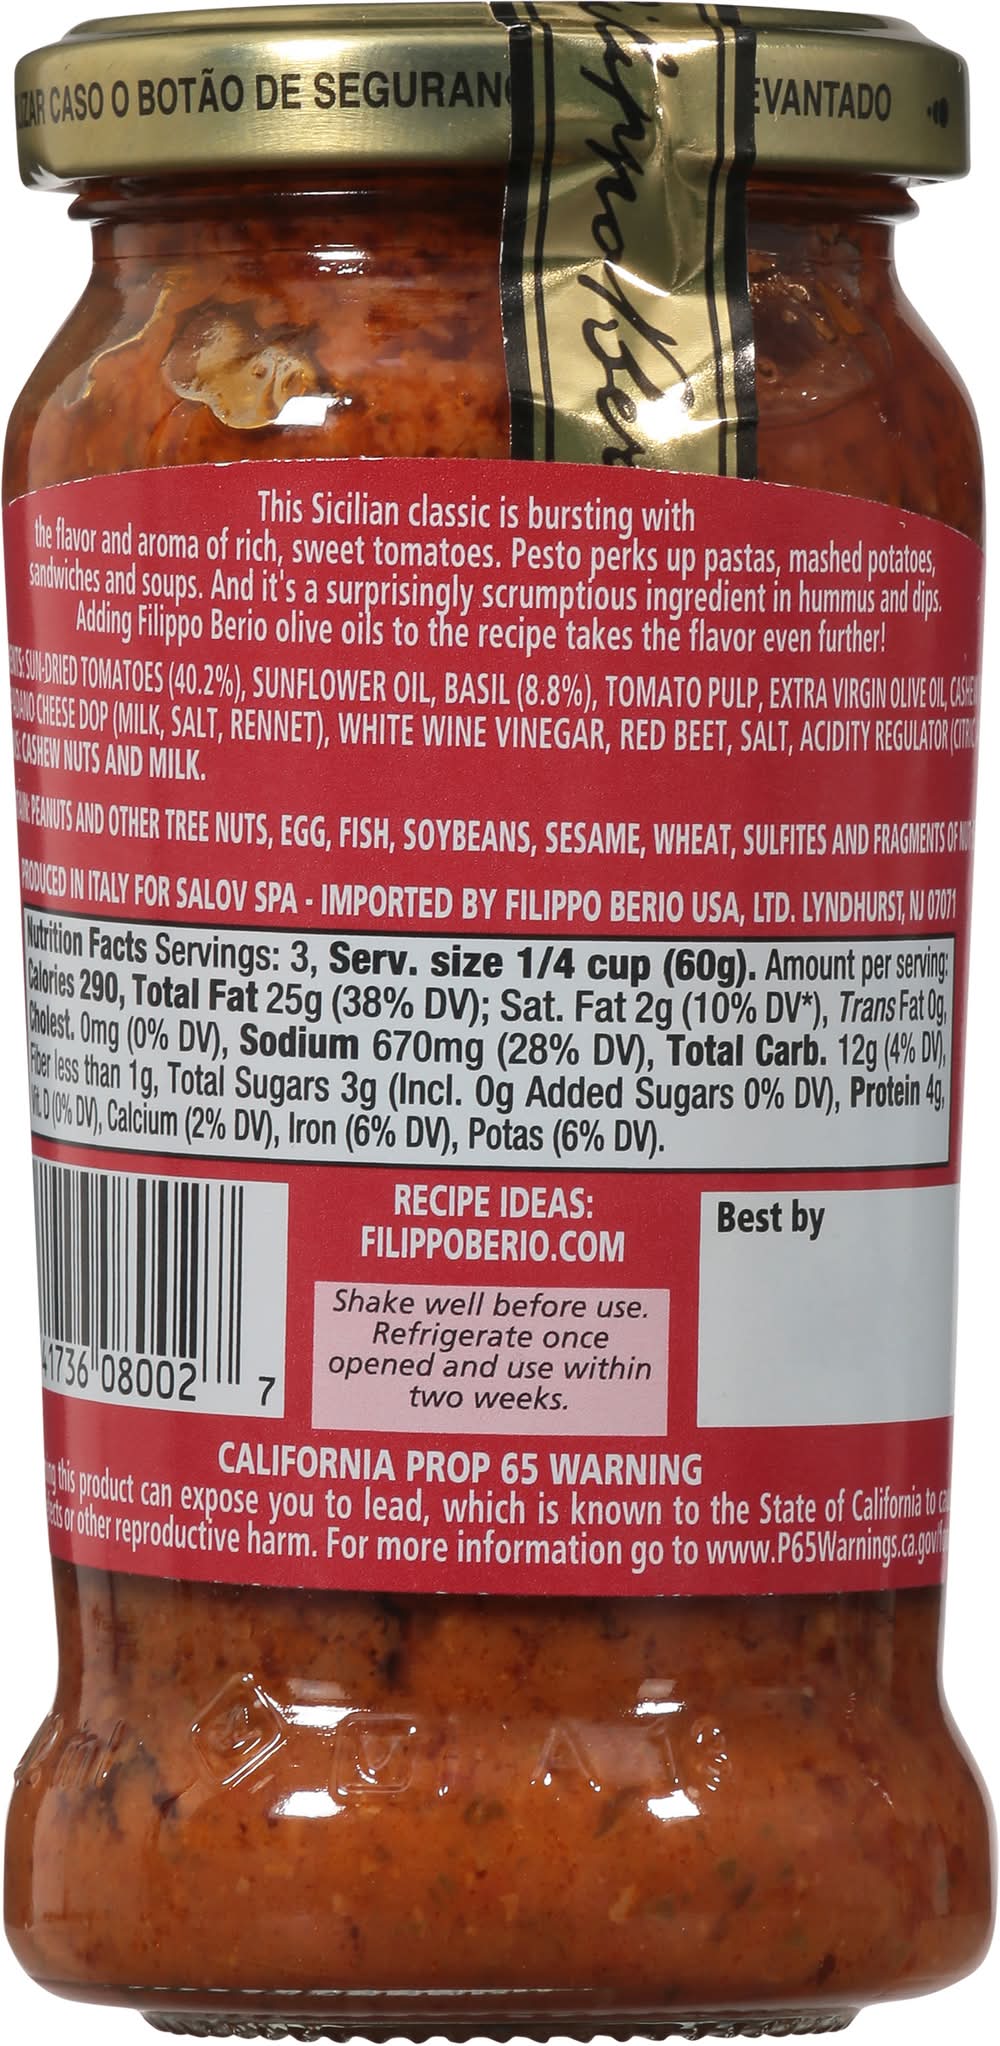 CASO O BOTÃO DE SEGURAN
EVANTADO
This Sicilian classic is bursting with
the flavor and aroma of rich, sweet tomatoes. Pesto perks up pastas, mashed potatoes,
sandwiches and soups. And it's a surprisingly scrumptious ingredient in hummus and dips.
Adding Filippo Berio olive oils to the recipe takes the flavor even further!
SUN-DRIED TOMATOES (40.2%), SUNFLOWER OIL, BASIL (8.8%), TOMATO PULP, EXTRA VIRGIN OLIVE OIL,
CHEESE DOP (MILK, SALT, RENNET), WHITE WINE VINEGAR, RED BEET, SALT, ACIDITY REGULATOR
CASHEW NUTS AND MILK.
PEANUTS AND OTHER TREE NUTS, EGG, FISH, SOYBEANS, SESAME, WHEAT, SULFITES AND FRAGMENTS OF
PRODUCED IN ITALY FOR SALOV SPA - IMPORTED BY FILIPPO BERIO USA, LTD. LYNDHURST, NJ 07071
Nutrition Facts Servings: 3, Serv. size 1/4 cup (60g). Amount per serving:
Calories 290, Total Fat 25g (38% DV); Sat. Fat 2g (10% DV*), Trans Fat 0g,
Cholest. 0mg (0% DV), Sodium 670mg (28% DV), Total Carb. 12g (4% DV),
Fiber less than 1g, Total Sugars 3g (Incl. 0g Added Sugars 0% DV), Protein 4g,
Vit. D (0% DV), Calcium (2% DV), Iron (6% DV), Potas (6% DV).
RECIPE IDEAS:
FILIPPOBERIO.COM
Best by
Shake well before use.
Refrigerate once
opened and use within
two weeks.
41736 08002 7
CALIFORNIA PROP 65 WARNING
this product can expose you to lead, which is known to the State of California to
or other reproductive harm. For more information go to www.P65Warnings.ca.gov/